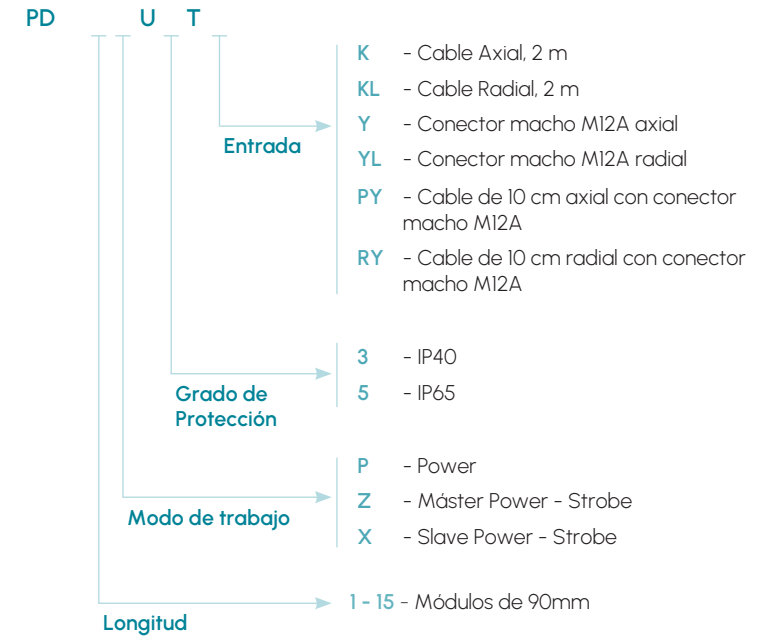 PD U T
K - Cable Axial, 2 m
KL - Cable Radial, 2 m
Y - Conector macho M12A axial
Entrada
YL - Conector macho M12A radial
PY - Cable de 10 cm axial con conector
macho M12A
RY - Cable de 10 cm radial con conector
macho M12A
3 - IP40
Grado de
Protección
5 - IP65
P - Power
Z - Máster Power - Strobe
Modo de trabajo
X - Slave Power - Strobe
1 - 15 - Módulos de 90mm
Longitud